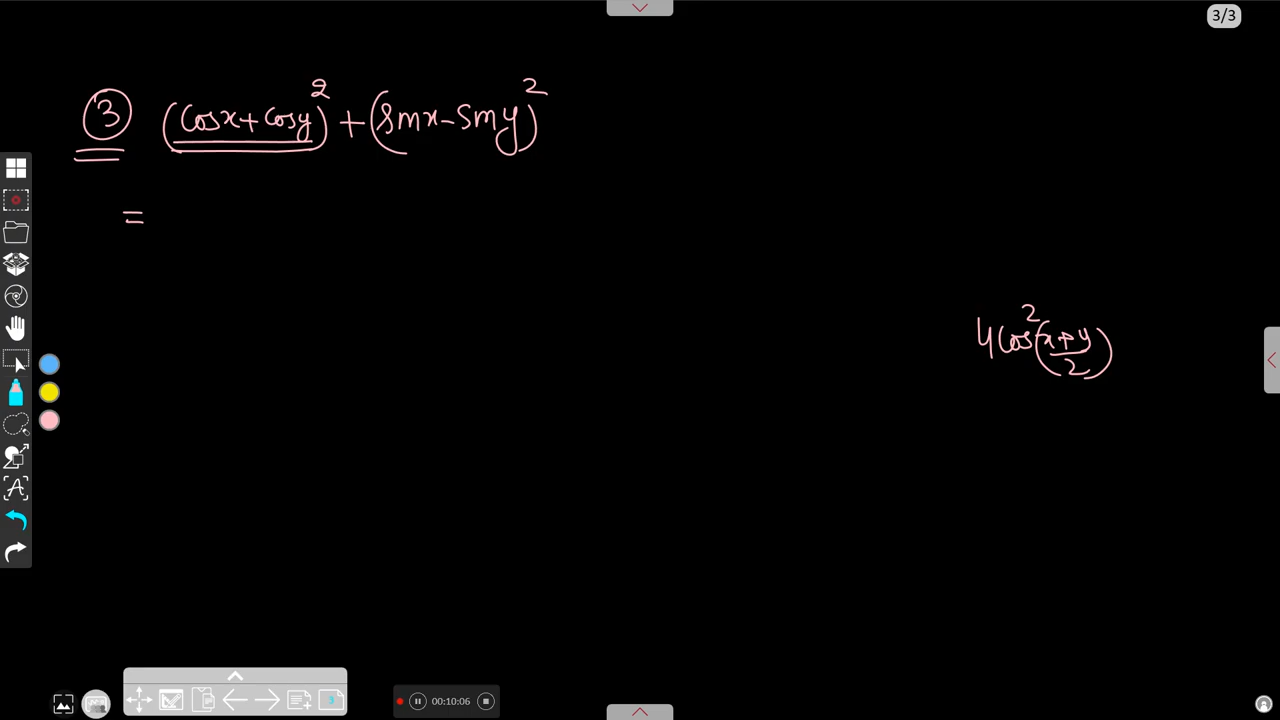 3/3
③ (cosx+cosy)² + (sinx-siny)²
=
4cos²(x+y/2)
00:10:06